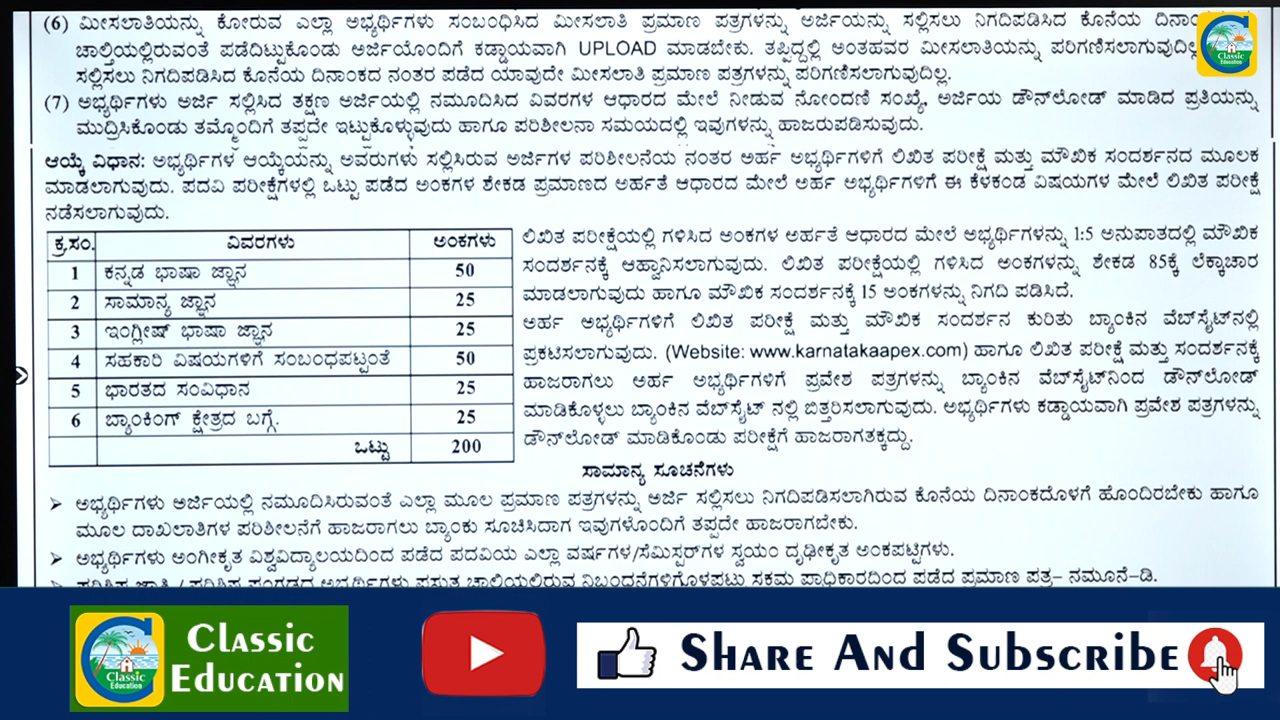 (6) ಮೀಸಲಾತಿಯನ್ನು ಕೋರುವ ಎಲ್ಲಾ ಅಭ್ಯರ್ಥಿಗಳು ಸಂಬಂಧಿಸಿದ ಮೀಸಲಾತಿ ಪ್ರಮಾಣ ಪತ್ರಗಳನ್ನು ಅರ್ಜಿಯನ್ನು ಸಲ್ಲಿಸಲು ನಿಗದಿಪಡಿಸಿದ ಕೊನೆಯ
ಚಾಲ್ತಿಯಲ್ಲಿರುವಂತೆ ಪಡೆದಿಟ್ಟುಕೊಂಡು ಅರ್ಜಿಯೊಂದಿಗೆ ಕಡ್ಡಾಯವಾಗಿ UPLOAD ಮಾಡಬೇಕು. ತಪ್ಪಿದ್ದಲ್ಲಿ ಅಂತಹವರ ಮೀಸಲಾತಿಯನ್ನು
ಸಲ್ಲಿಸಲು ನಿಗದಿಪಡಿಸಿದ ಕೊನೆಯ ದಿನಾಂಕದ ನಂತರ ಪಡೆದ ಯಾವುದೇ ಮೀಸಲಾತಿ ಪ್ರಮಾಣ ಪತ್ರಗಳನ್ನು ಪರಿಗಣಿಸಲಾಗುವುದಿಲ್ಲ.
Classic
Education
(7) ಅಭ್ಯರ್ಥಿಗಳು ಅರ್ಜಿ ಸಲ್ಲಿಸಿದ ತಕ್ಷಣ ಅರ್ಜಿಯಲ್ಲಿ ನಮೂದಿಸಿದ ವಿವರಗಳ ಆಧಾರದ ಮೇಲೆ ನೀಡುವ ನೋಂದಣಿ ಸಂಖ್ಯೆ, ಅರ್ಜಿಯ ಡೌನ್‌ಲೋಡ್ ಮಾಡಿದ ಪ್ರತಿಯನ್ನು
ಮುದ್ರಿಸಿಕೊಂಡು ತಮ್ಮೊಂದಿಗೆ ತಪ್ಪದೇ ಇಟ್ಟುಕೊಳ್ಳುವುದು ಹಾಗೂ ಪರಿಶೀಲನಾ ಸಮಯದಲ್ಲಿ ಇವುಗಳನ್ನು ಹಾಜರುಪಡಿಸುವುದು.
ಆಯ್ಕೆ ವಿಧಾನ: ಅಭ್ಯರ್ಥಿಗಳ ಆಯ್ಕೆಯನ್ನು ಅವರುಗಳು ಸಲ್ಲಿಸಿರುವ ಅರ್ಜಿಗಳ ಪರಿಶೀಲನೆಯ ನಂತರ ಅರ್ಹ ಅಭ್ಯರ್ಥಿಗಳಿಗೆ ಲಿಖಿತ ಪರೀಕ್ಷೆ ಮತ್ತು ಮೌಖಿಕ ಸಂದರ್ಶನದ ಮೂಲಕ
ಮಾಡಲಾಗುವುದು. ಪದವಿ ಪರೀಕ್ಷೆಗಳಲ್ಲಿ ಒಟ್ಟು ಪಡೆದ ಅಂಕಗಳ ಶೇಕಡ ಪ್ರಮಾಣದ ಅರ್ಹತೆ ಆಧಾರದ ಮೇಲೆ ಅರ್ಹ ಅಭ್ಯರ್ಥಿಗಳಿಗೆ ಈ ಕೆಳಕಂಡ ವಿಷಯಗಳ ಮೇಲೆ ಲಿಖಿತ ಪರೀಕ್ಷೆ
ನಡೆಸಲಾಗುವುದು.
ಕ್ರ.ಸಂ. ವಿವರಗಳು ಅಂಕಗಳು
1 ಕನ್ನಡ ಭಾಷಾ ಜ್ಞಾನ 50
2 ಸಾಮಾನ್ಯ ಜ್ಞಾನ 25
3 ಇಂಗ್ಲೀಷ್ ಭಾಷಾ ಜ್ಞಾನ 25
4 ಸಹಕಾರಿ ವಿಷಯಗಳಿಗೆ ಸಂಬಂಧಪಟ್ಟಂತೆ 50
5 ಭಾರತದ ಸಂವಿಧಾನ 25
6 ಬ್ಯಾಂಕಿಂಗ್ ಕ್ಷೇತ್ರದ ಬಗ್ಗೆ. 25
ಒಟ್ಟು 200
ಲಿಖಿತ ಪರೀಕ್ಷೆಯಲ್ಲಿ ಗಳಿಸಿದ ಅಂಕಗಳ ಅರ್ಹತೆ ಆಧಾರದ ಮೇಲೆ ಅಭ್ಯರ್ಥಿಗಳನ್ನು 1:5 ಅನುಪಾತದಲ್ಲಿ ಮೌಖಿಕ
ಸಂದರ್ಶನಕ್ಕೆ ಆಹ್ವಾನಿಸಲಾಗುವುದು. ಲಿಖಿತ ಪರೀಕ್ಷೆಯಲ್ಲಿ ಗಳಿಸಿದ ಅಂಕಗಳನ್ನು ಶೇಕಡ 85ಕ್ಕೆ ಲೆಕ್ಕಾಚಾರ
ಮಾಡಲಾಗುವುದು ಹಾಗೂ ಮೌಖಿಕ ಸಂದರ್ಶನಕ್ಕೆ 15 ಅಂಕಗಳನ್ನು ನಿಗದಿ ಪಡಿಸಿದೆ.
ಅರ್ಹ ಅಭ್ಯರ್ಥಿಗಳಿಗೆ ಲಿಖಿತ ಪರೀಕ್ಷೆ ಮತ್ತು ಮೌಖಿಕ ಸಂದರ್ಶನ ಕುರಿತು ಬ್ಯಾಂಕಿನ ವೆಬ್‌ಸೈಟ್‌ನಲ್ಲಿ
ಪ್ರಕಟಿಸಲಾಗುವುದು. (Website: www.karnatakaapex.com) ಹಾಗೂ ಲಿಖಿತ ಪರೀಕ್ಷೆ ಮತ್ತು ಸಂದರ್ಶನಕ್ಕೆ
ಹಾಜರಾಗಲು ಅರ್ಹ ಅಭ್ಯರ್ಥಿಗಳಿಗೆ ಪ್ರವೇಶ ಪತ್ರಗಳನ್ನು ಬ್ಯಾಂಕಿನ ವೆಬ್‌ಸೈಟ್‌ನಿಂದ ಡೌನ್‌ಲೋಡ್
ಮಾಡಿಕೊಳ್ಳಲು ಬ್ಯಾಂಕಿನ ವೆಬ್‌ಸೈಟ್ ನಲ್ಲಿ ಬಿತ್ತರಿಸಲಾಗುವುದು. ಅಭ್ಯರ್ಥಿಗಳು ಕಡ್ಡಾಯವಾಗಿ ಪ್ರವೇಶ ಪತ್ರಗಳನ್ನು
ಡೌನ್‌ಲೋಡ್ ಮಾಡಿಕೊಂಡು ಪರೀಕ್ಷೆಗೆ ಹಾಜರಾಗತಕ್ಕದ್ದು.
ಸಾಮಾನ್ಯ ಸೂಚನೆಗಳು
➢ ಅಭ್ಯರ್ಥಿಗಳು ಅರ್ಜಿಯಲ್ಲಿ ನಮೂದಿಸಿರುವಂತೆ ಎಲ್ಲಾ ಮೂಲ ಪ್ರಮಾಣ ಪತ್ರಗಳನ್ನು ಅರ್ಜಿ ಸಲ್ಲಿಸಲು ನಿಗದಿಪಡಿಸಲಾಗಿರುವ ಕೊನೆಯ ದಿನಾಂಕದೊಳಗೆ ಹೊಂದಿರಬೇಕು ಹಾಗೂ
ಮೂಲ ದಾಖಲಾತಿಗಳ ಪರಿಶೀಲನೆಗೆ ಹಾಜರಾಗಲು ಬ್ಯಾಂಕು ಸೂಚಿಸಿದಾಗ ಇವುಗಳೊಂದಿಗೆ ತಪ್ಪದೇ ಹಾಜರಾಗಬೇಕು.
➢ ಅಭ್ಯರ್ಥಿಗಳು ಅಂಗೀಕೃತ ವಿಶ್ವವಿದ್ಯಾಲಯದಿಂದ ಪಡೆದ ಪದವಿಯ ಎಲ್ಲಾ ವರ್ಷಗಳ/ಸೆಮಿಸ್ಟರ್‌ಗಳ ಸ್ವಯಂ ದೃಢೀಕೃತ ಅಂಕಪಟ್ಟಿಗಳು.
ಪಡೆದ ಪ್ರಮಾಣ ಪತ್ರ– ನಮೂನೆ–ಡಿ.
Classic
Education
Classic
Education
Share And Subscribe